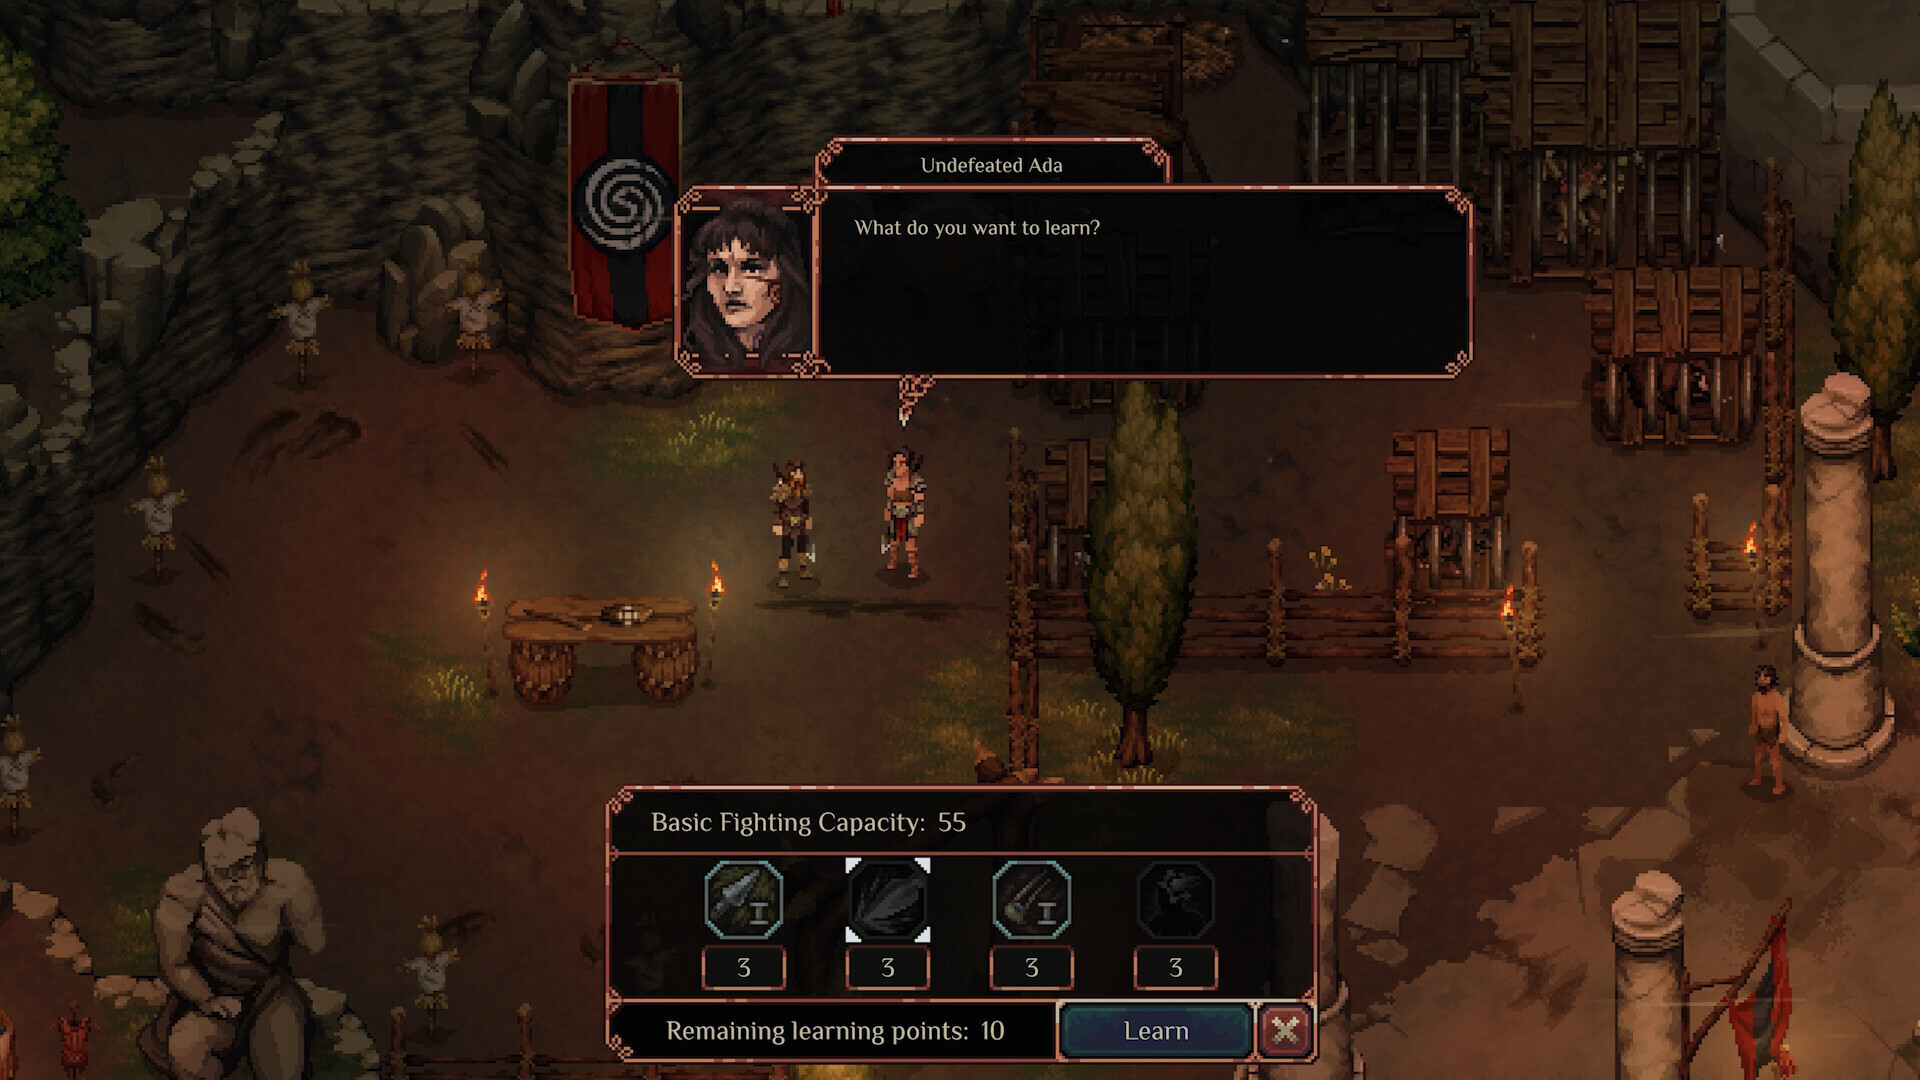 Undefeated Ada
What do you want to learn?
Basic Fighting Capacity: 55
I I
3 3 3 3
Remaining learning points: 10 Learn